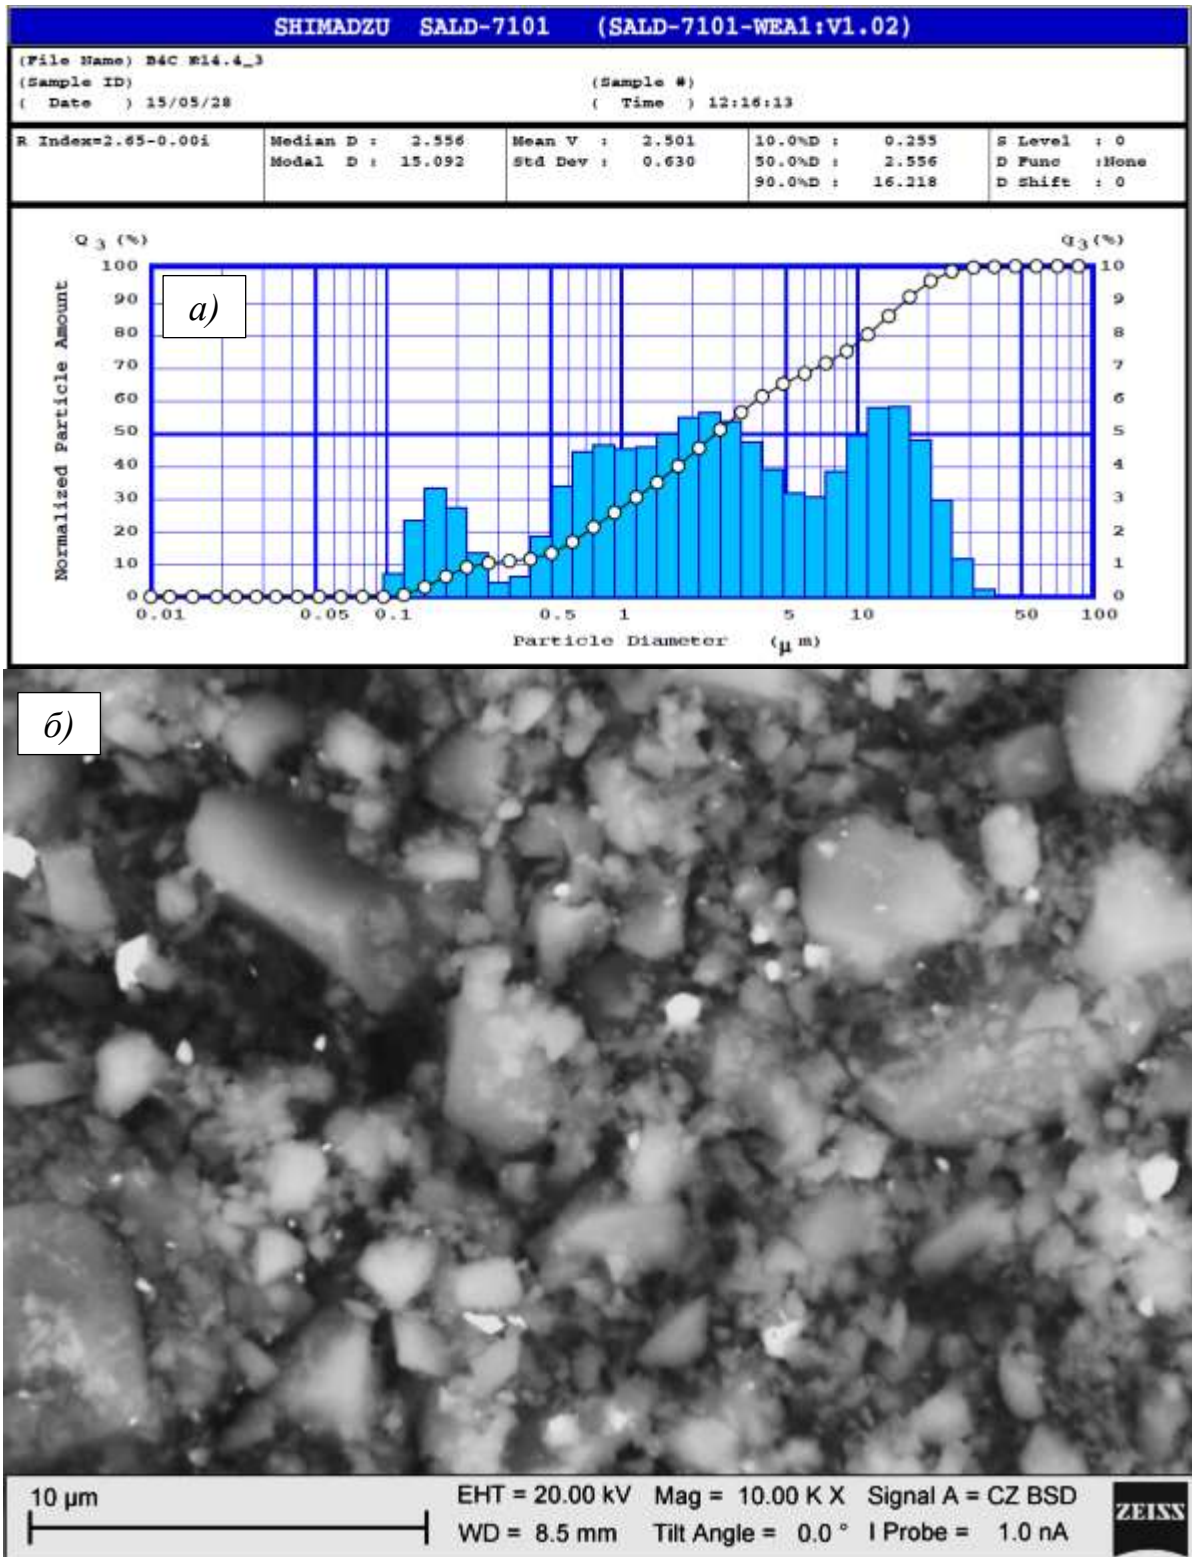 SHIMADZU SALD-7101 (SALD-7101-WEA1:V1.02)
(File Name) B4C №14.4_3
(Sample ID) (Sample #)
( Date ) 15/05/28 ( Time ) 12:16:13
R Index=2.65-0.00i Median D : 2.556 Mean V : 2.501 10.0%D : 0.255 S Level : 0
Modal D : 15.092 Std Dev : 0.630 50.0%D : 2.556 D Func :None
90.0%D : 16.218 D Shift : 0
Q 3 (%) q 3 (%)
100 10
90 9
80 8
70 7
60 6
50 5
40 4
30 3
20 2
10 1
0 0
Normalized Particle Amount
а)
0.01 0.05 0.1 0.5 1 5 10 50 100
Particle Diameter (μ m)
б)
10 µm EHT = 20.00 kV Mag = 10.00 K X Signal A = CZ BSD
WD = 8.5 mm Tilt Angle = 0.0 ° I Probe = 1.0 nA
ZEISS